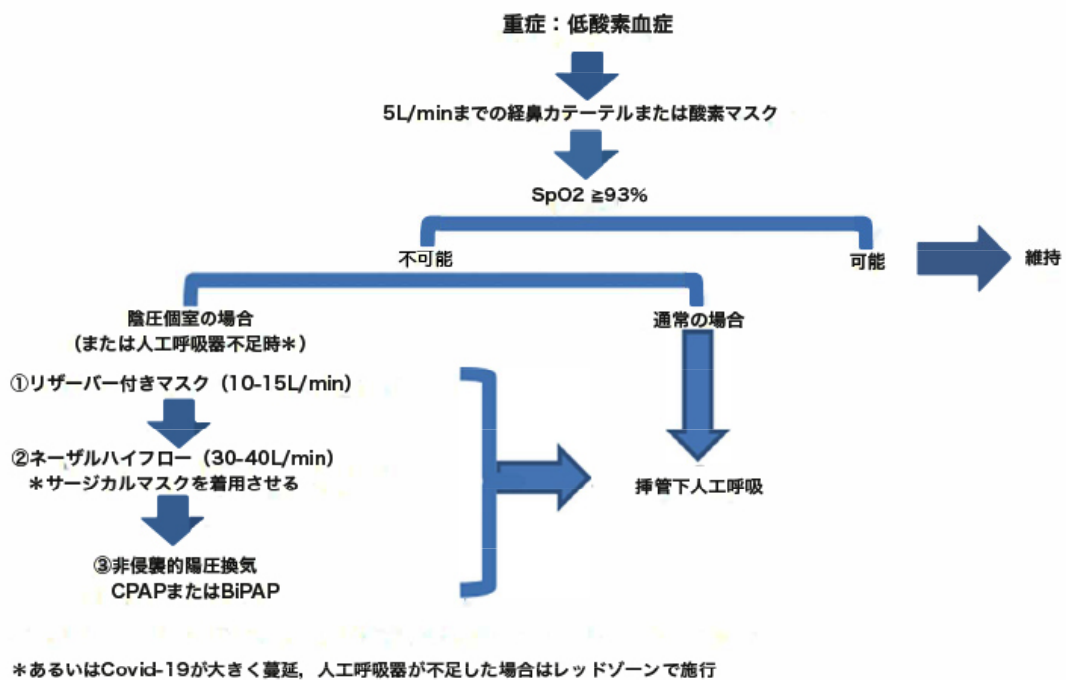 重症：低酸素血症
5L/minまでの経鼻カテーテルまたは酸素マスク
SpO2 ≧93%
不可能
可能
維持
陰圧個室の場合
（または人工呼吸器不足時＊）
通常の場合
①リザーバー付きマスク（10-15L/min）
②ネーザルハイフロー（30-40L/min）
＊サージカルマスクを着用させる
挿管下人工呼吸
③非侵襲的陽圧換気
CPAPまたはBiPAP
＊あるいはCovid-19が大きく蔓延，人工呼吸器が不足した場合はレッドゾーンで施行